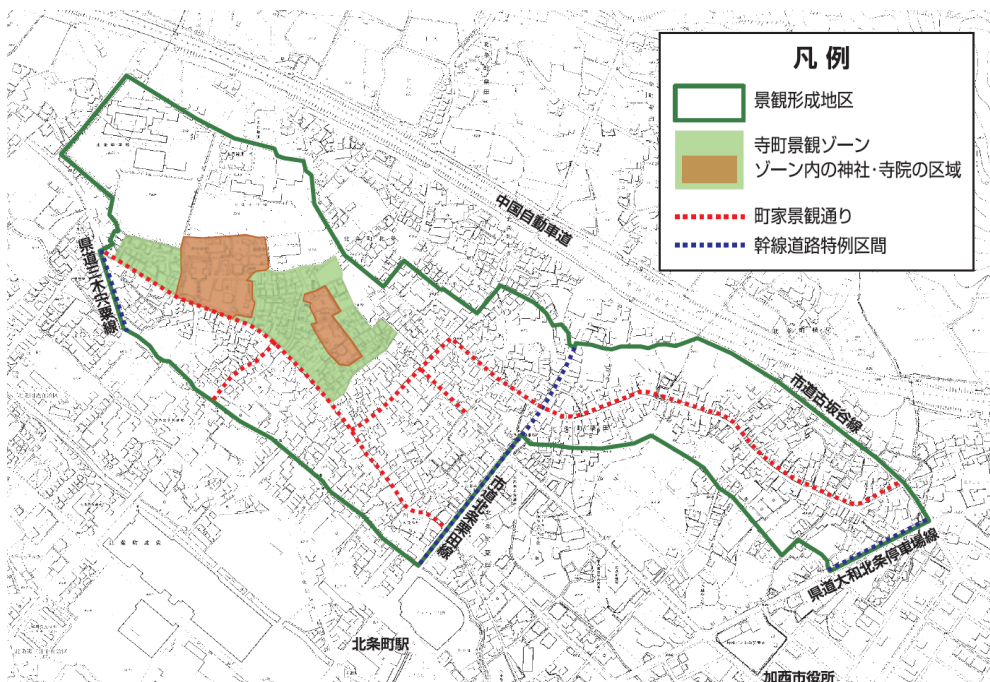 凡例
景観形成地区
寺町景観ゾーン
ゾーン内の神社・寺院の区域
町家景観通り
幹線道路特例区間
中国自動車道
県道三木宍粟線
市道古坂谷線
市道北条栗田線
県道大和北条停車場線
北条町駅
加西市役所